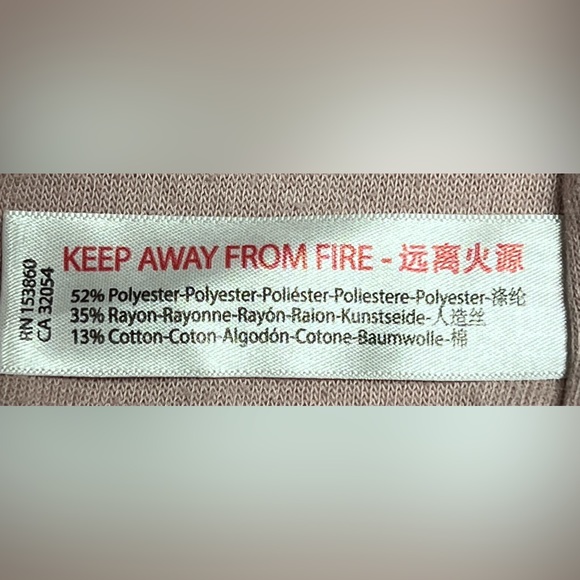 RN 153860
CA 32054
KEEP AWAY FROM FIRE - 远离火源
52% Polyester-Polyester-Poliéster-Poliestere-Polyester-涤纶
35% Rayon-Rayonne-Rayón-Raion-Kunstseide-人造丝
13% Cotton-Coton-Algodón-Cotone-Baumwolle-棉